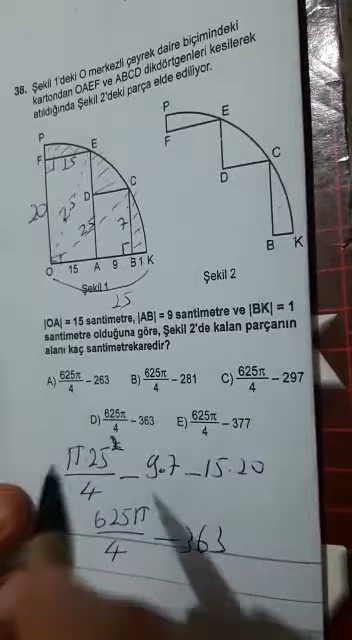 38. Şekil 1'deki O merkezli çeyrek daire biçimindeki
kartondan OAEF ve ABCD dikdörtgenleri kesilerek
atıldığında Şekil 2'deki parça elde ediliyor.
P
E
F
15
D
C
20
25
25
7
O 15 A 9 B 1 K
Şekil 1
25
P
E
F
C
D
B K
Şekil 2
|OA| = 15 santimetre, |AB| = 9 santimetre ve |BK| = 1
santimetre olduğuna göre, Şekil 2'de kalan parçanın
alanı kaç santimetrekaredir?
A) 625π/4 – 263 B) 625π/4 – 281 C) 625π/4 – 297
D) 625π/4 – 363 E) 625π/4 – 377
π·25²/4 – 9·7 – 15·20
625π/4 – 363